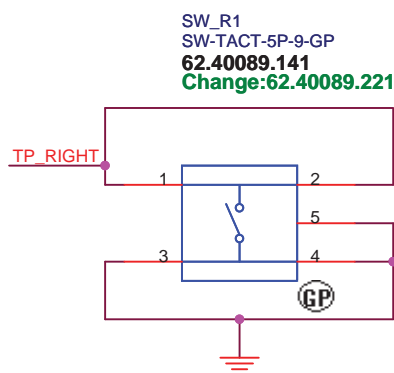 SW_R1
SW-TACT-5P-9-GP
62.40089.141
Change:62.40089.221
TP_RIGHT
1
2
5
3
4
GP